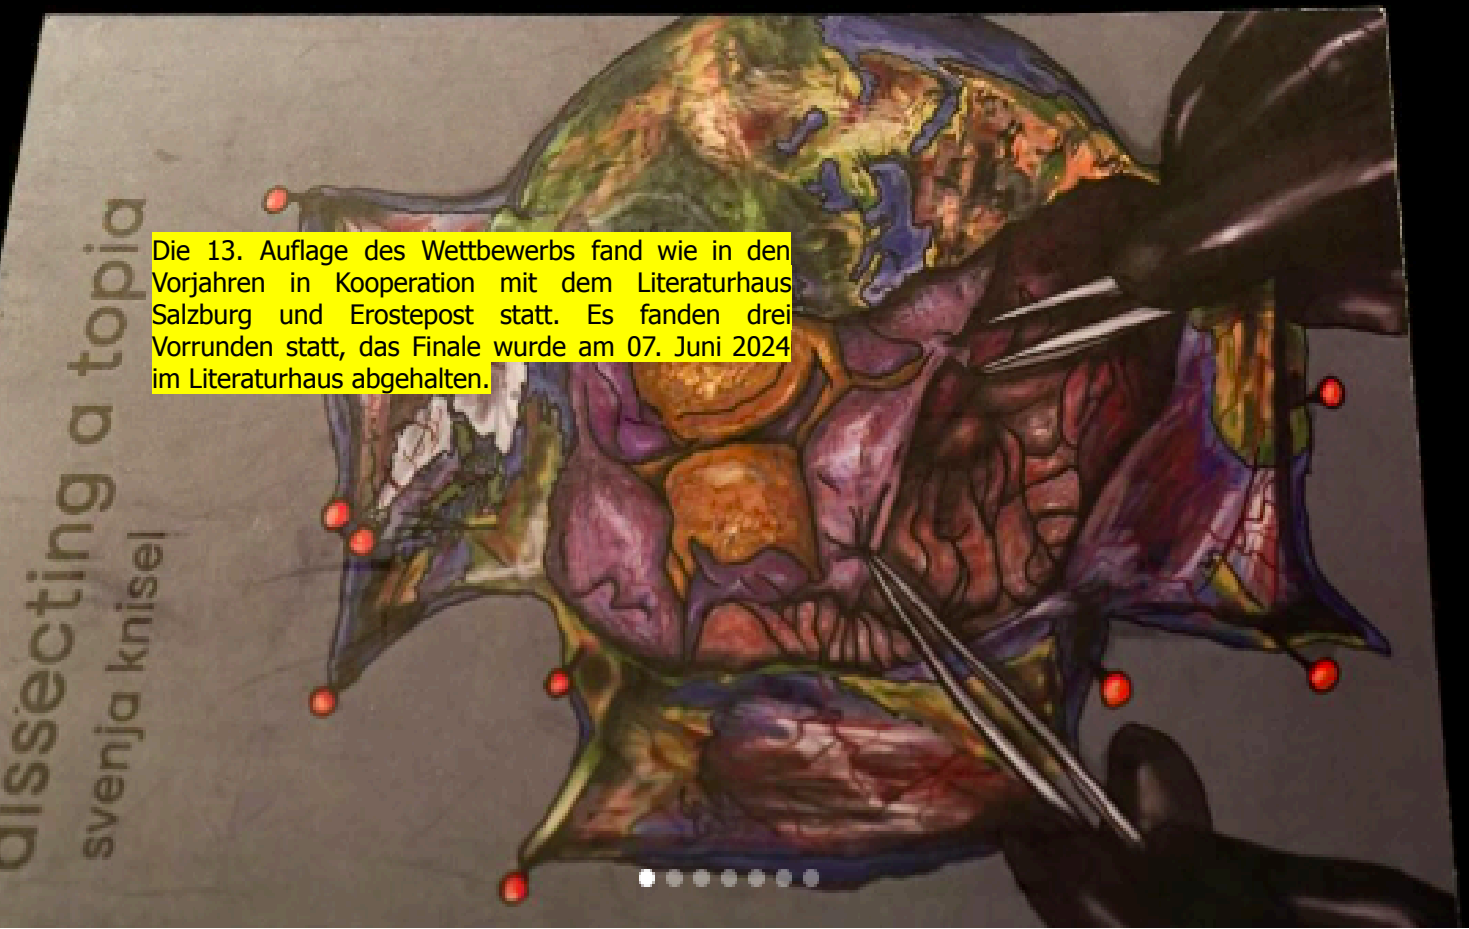 Die 13. Auflage des Wettbewerbs fand wie in den
Vorjahren in Kooperation mit dem Literaturhaus
Salzburg und Erostepost statt. Es fanden drei
Vorrunden statt, das Finale wurde am 07. Juni 2024
im Literaturhaus abgehalten.
dissecting a topia
svenja knisel